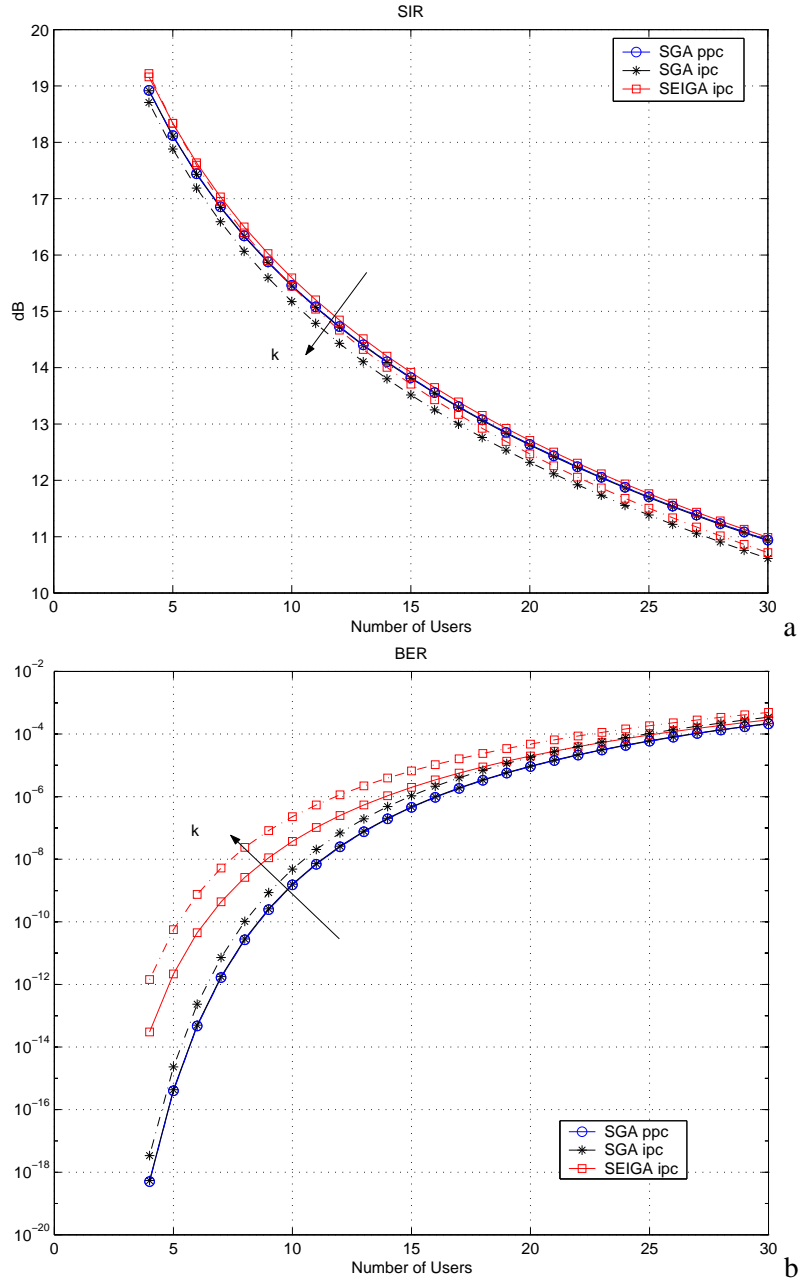 SIR
20
19
18
17
16
15
14
13
12
11
10
dB
SGA ppc
SGA ipc
SEIGA ipc
k
0
5
10
15
20
25
30
Number of Users
a
BER
10^-2
10^-4
10^-6
10^-8
10^-10
10^-12
10^-14
10^-16
10^-18
10^-20
k
SGA ppc
SGA ipc
SEIGA ipc
0
5
10
15
20
25
30
Number of Users
b